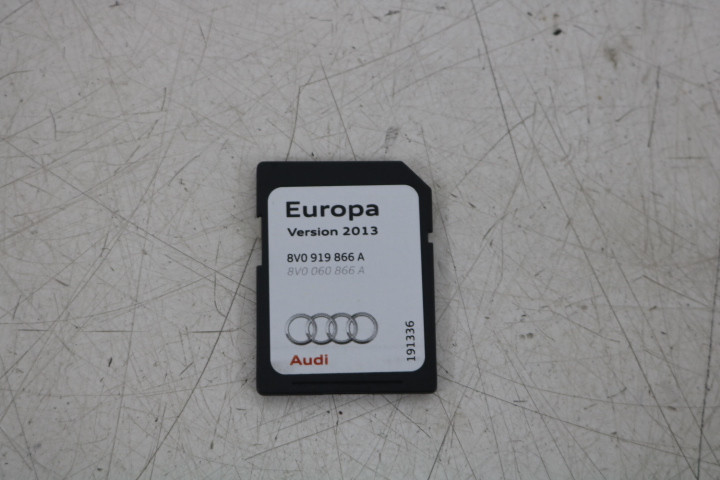 Europa
Version 2013
8V0 919 866 A
8V0 060 866 A
Audi
191336